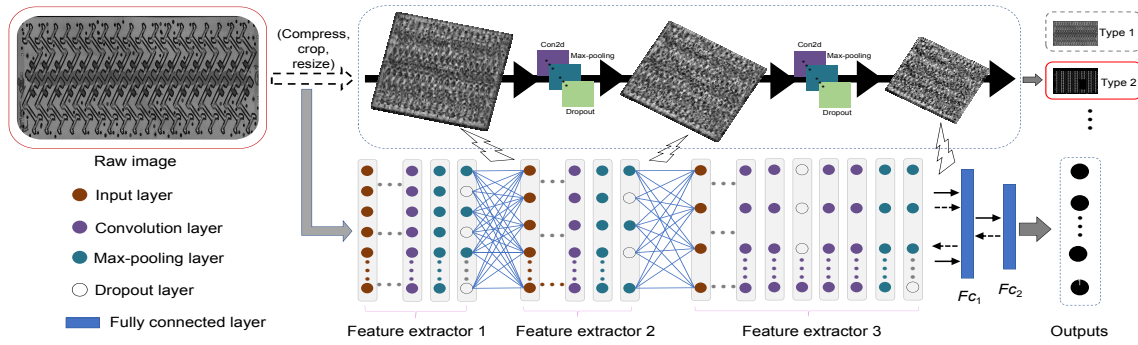 (Compress,
crop,
resize)
Con2d
Max-pooling
Dropout
Con2d
Max-pooling
Dropout
Type 1
Type 2
Raw image
Input layer
Convolution layer
Max-pooling layer
Dropout layer
Fully connected layer
Feature extractor 1
Feature extractor 2
Feature extractor 3
Fc1
Fc2
Outputs